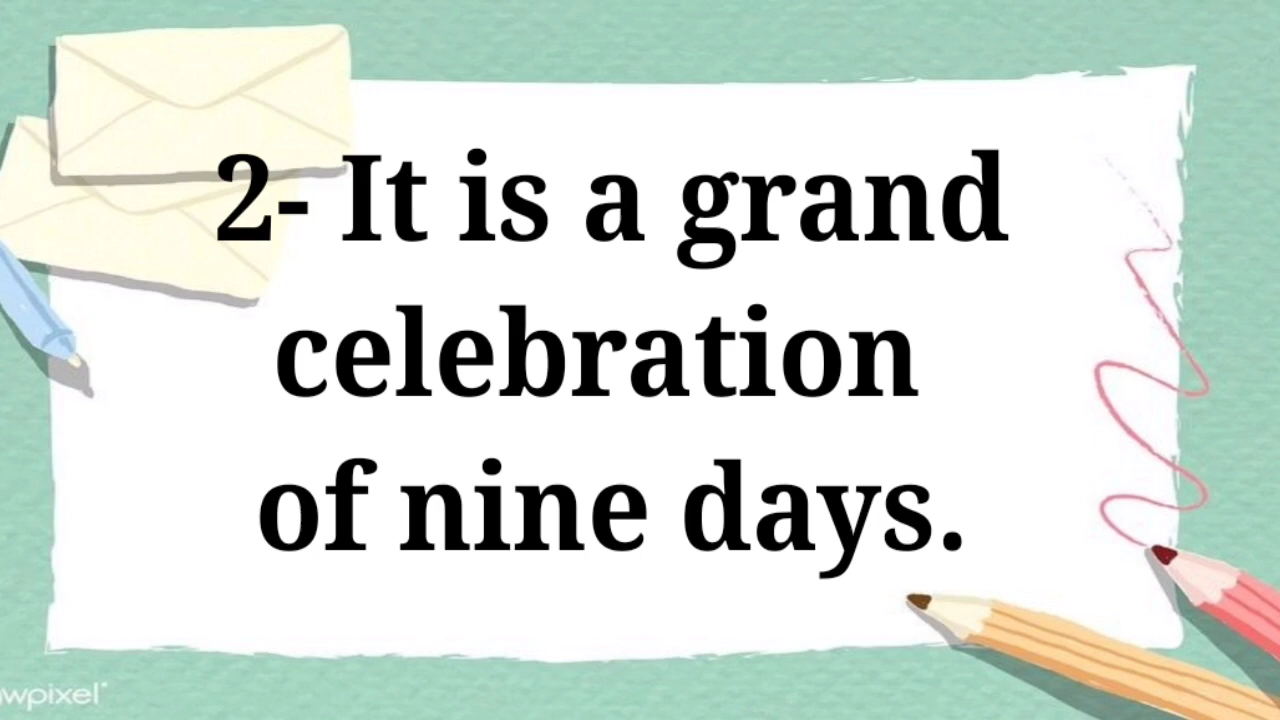 2- It is a grand
celebration
of nine days.
wpixel